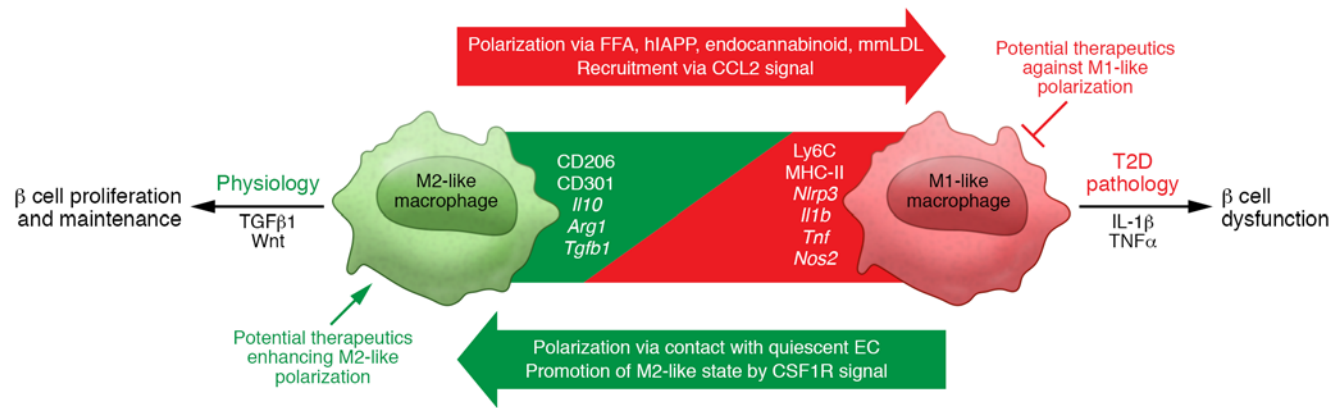 Polarization via FFA, hIAPP, endocannabinoid, mmLDL
Recruitment via CCL2 signal
Potential therapeutics
against M1-like
polarization
β cell proliferation
and maintenance
Physiology
TGFβ1
Wnt
M2-like
macrophage
CD206
CD301
Il10
Arg1
Tgfb1
Ly6C
MHC-II
Nlrp3
Il1b
Tnf
Nos2
M1-like
macrophage
T2D
pathology
IL-1β
TNFα
β cell
dysfunction
Potential therapeutics
enhancing M2-like
polarization
Polarization via contact with quiescent EC
Promotion of M2-like state by CSF1R signal